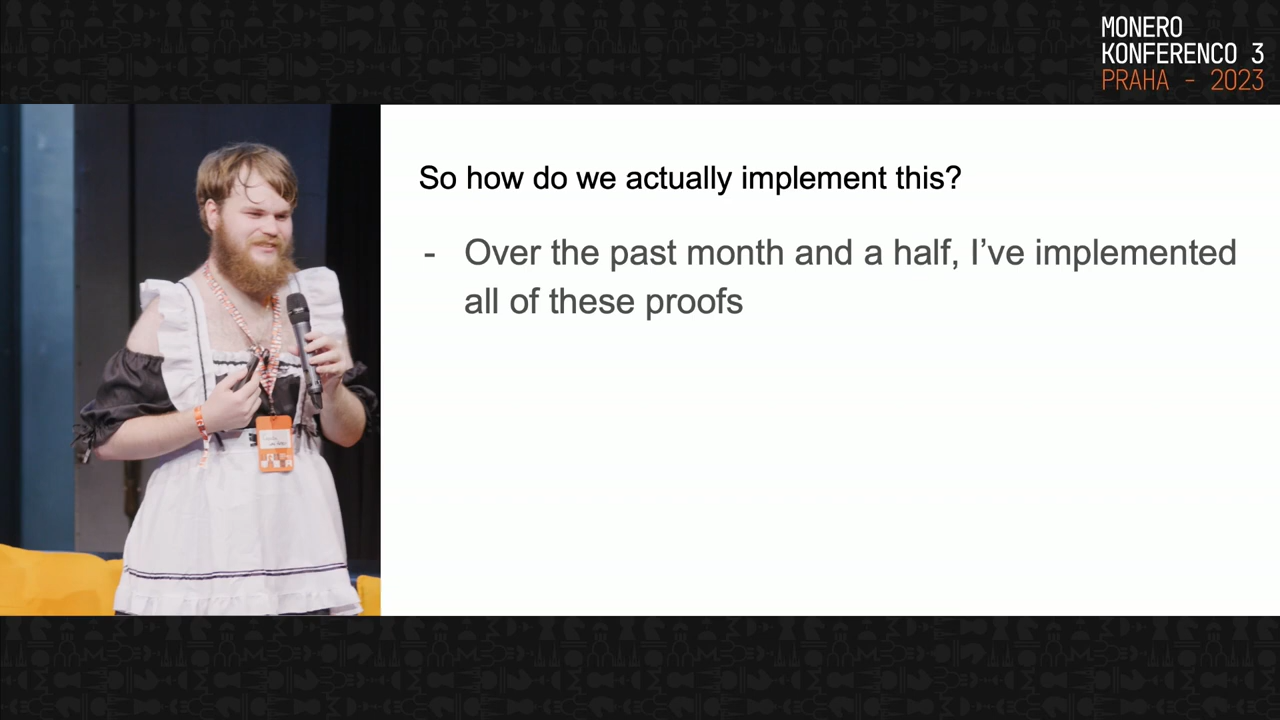 MONERO
KONFERENCO 3
PRAHA - 2023
So how do we actually implement this?
- Over the past month and a half, I've implemented
all of these proofs